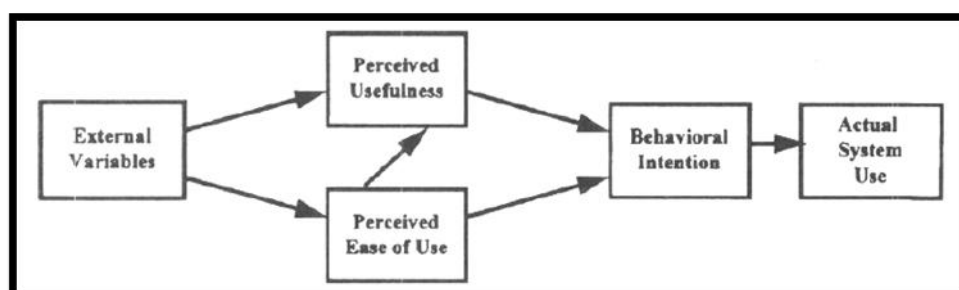 External
Variables
Perceived
Usefulness
Perceived
Ease of Use
Behavioral
Intention
Actual
System
Use